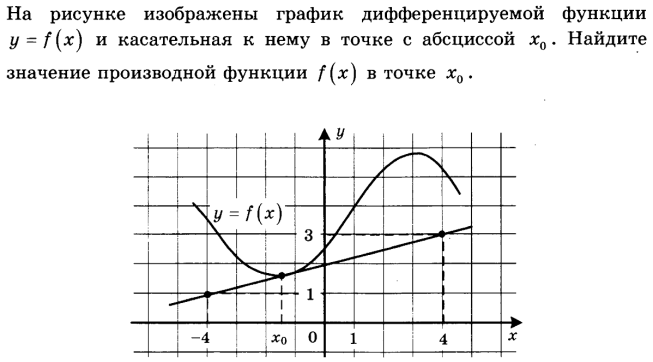 На рисунке изображены график дифференцируемой функции
y = f(x) и касательная к нему в точке с абсциссой x₀. Найдите
значение производной функции f(x) в точке x₀.
y
y = f(x)
3
1
−4 x₀ 0 1 4 x